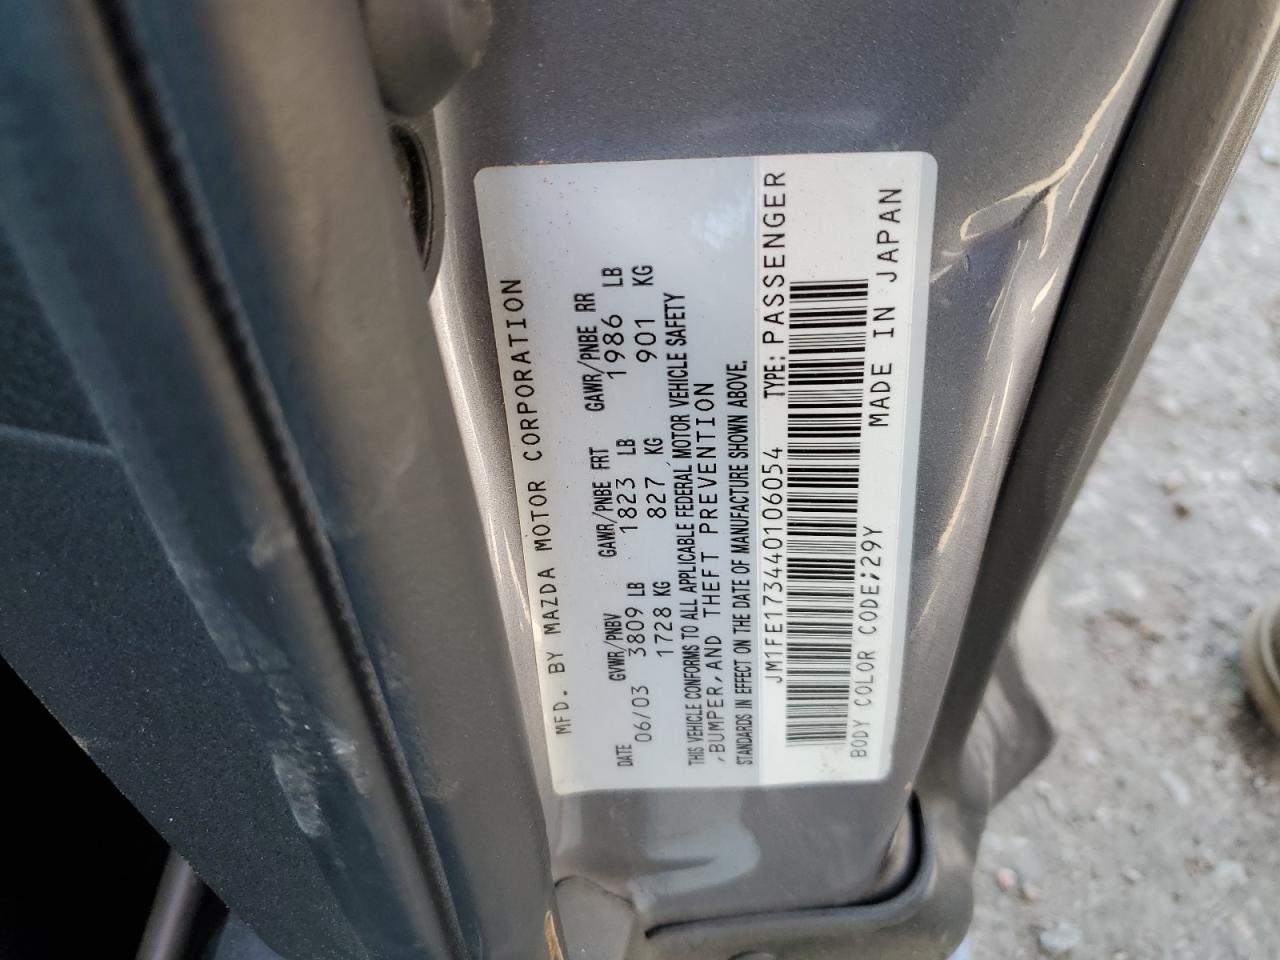 MFD. BY MAZDA MOTOR CORPORATION
DATE GVWR/PNBV GAWR/PNBE FRT GAWR/PNBE RR
06/03 3809 LB 1823 LB 1986 LB
1728 KG 827 KG 901 KG
THIS VEHICLE CONFORMS TO ALL APPLICABLE FEDERAL MOTOR VEHICLE SAFETY
,BUMPER,AND THEFT PREVENTION
STANDARDS IN EFFECT ON THE DATE OF MANUFACTURE SHOWN ABOVE.
JM1FE173440106054 TYPE: PASSENGER
BODY COLOR CODE;29Y MADE IN JAPAN